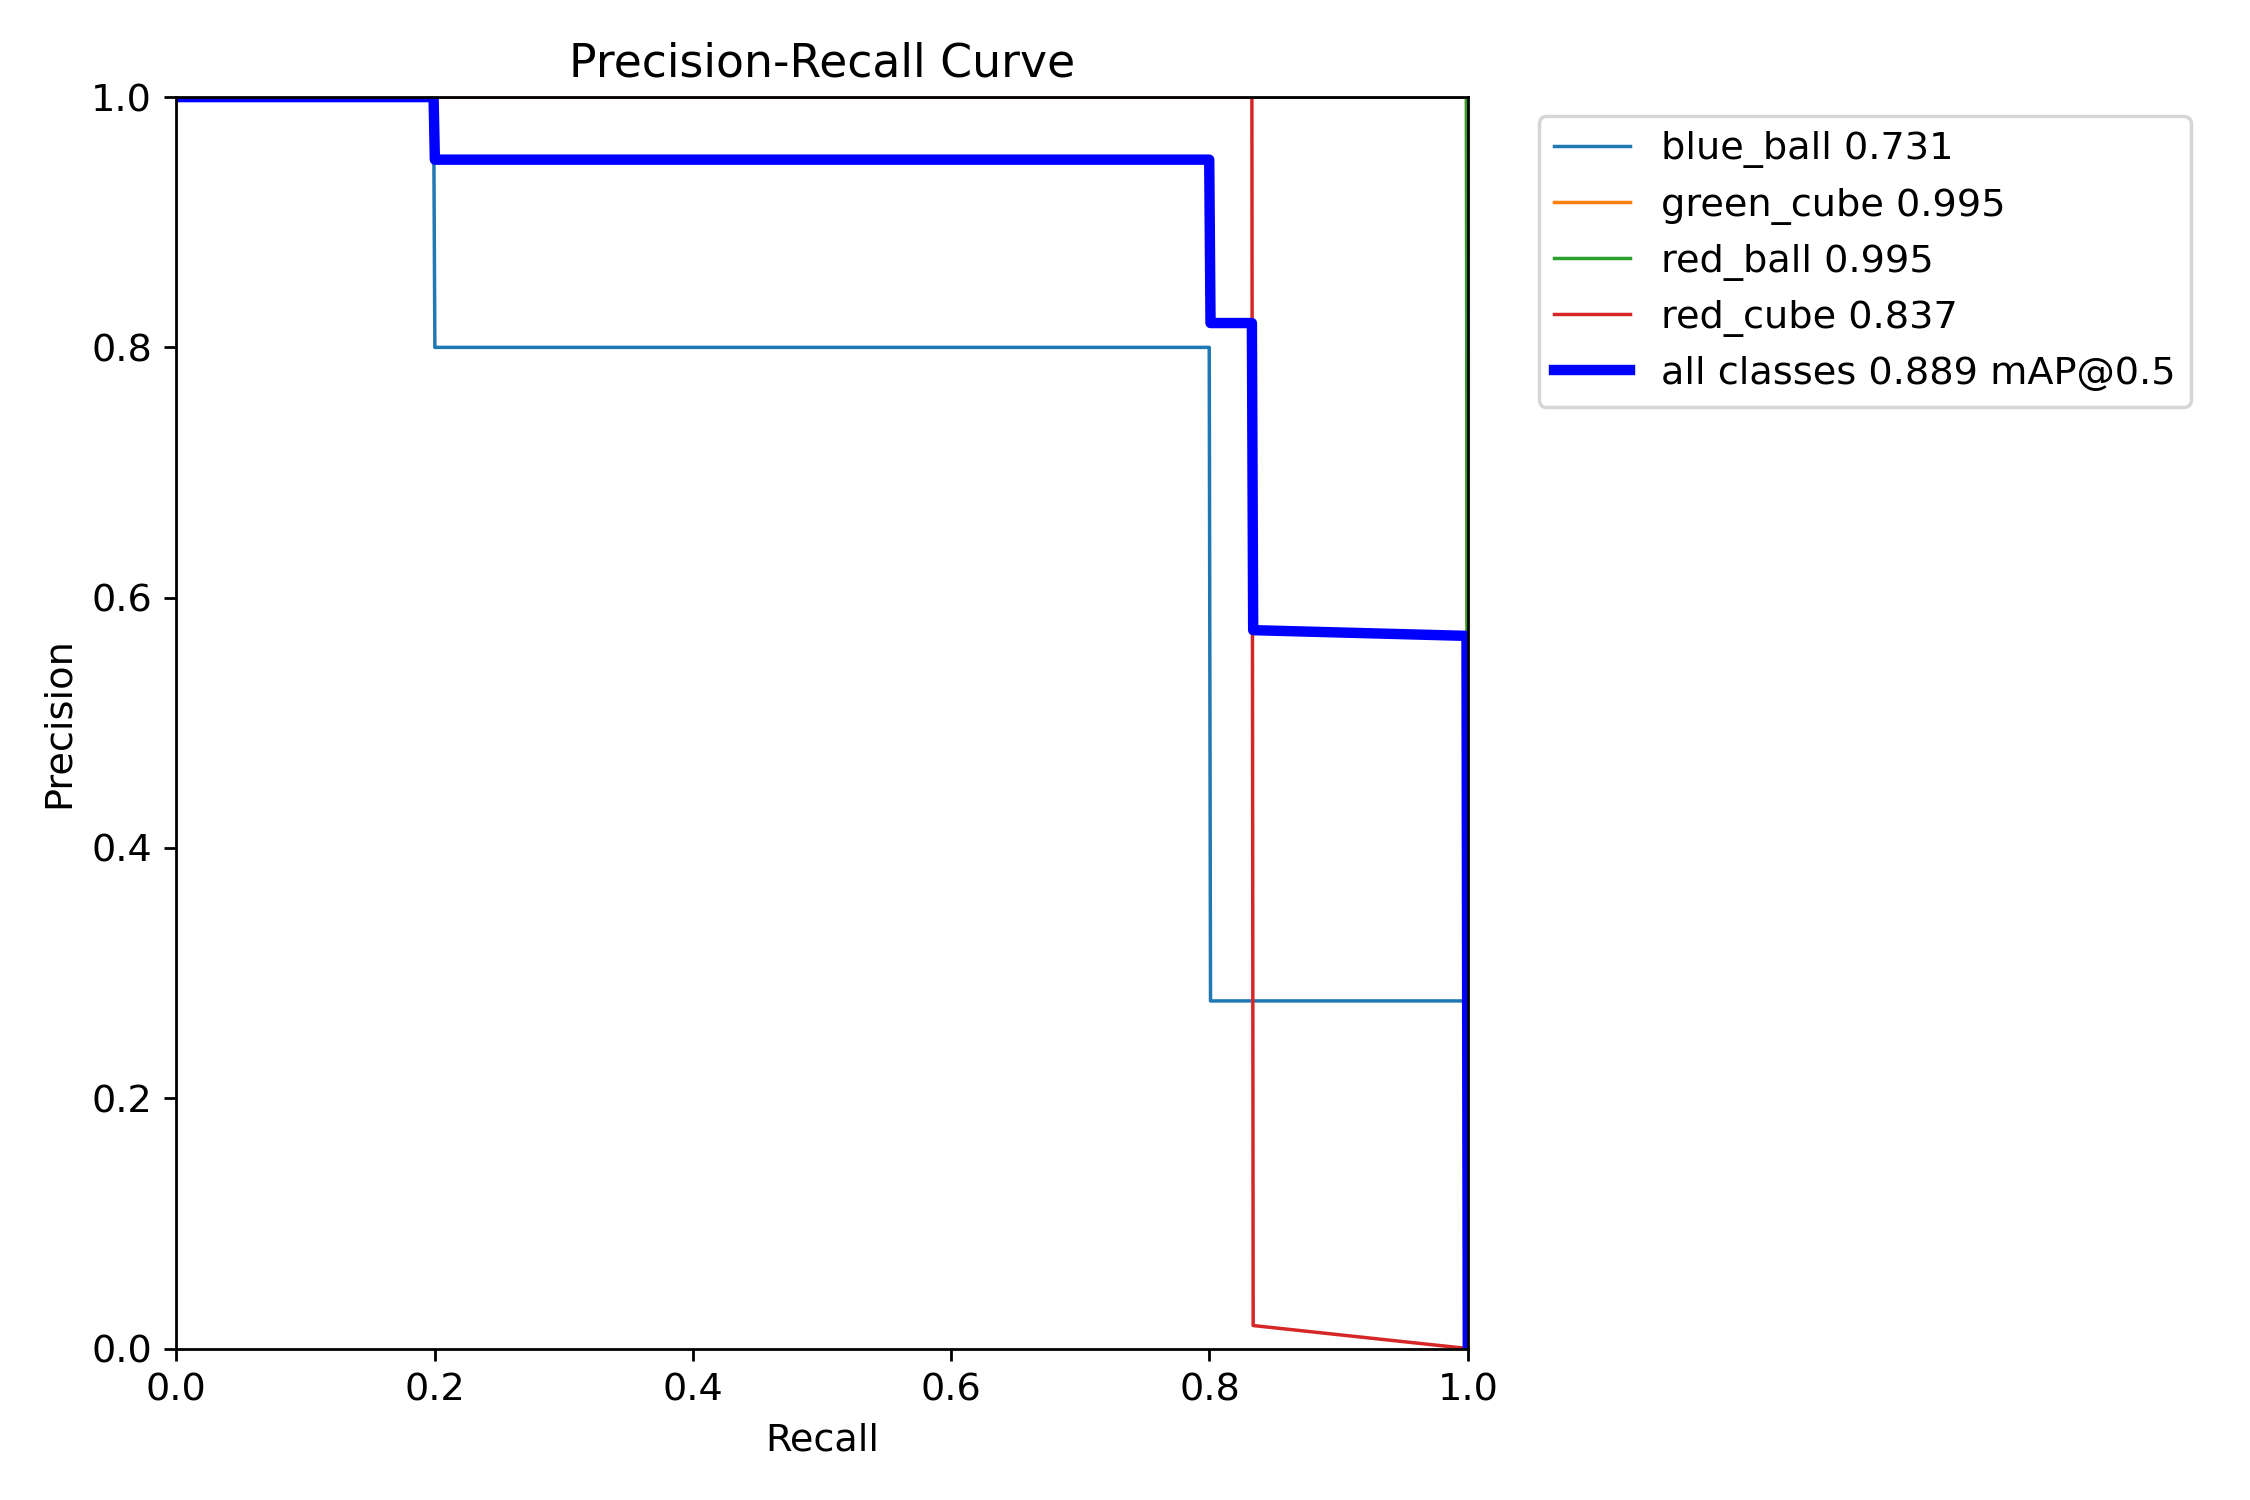 Precision-Recall Curve
1.0
0.8
0.6
0.4
0.2
0.0
Precision
0.0 0.2 0.4 0.6 0.8 1.0
Recall
blue_ball 0.731
green_cube 0.995
red_ball 0.995
red_cube 0.837
all classes 0.889 mAP@0.5